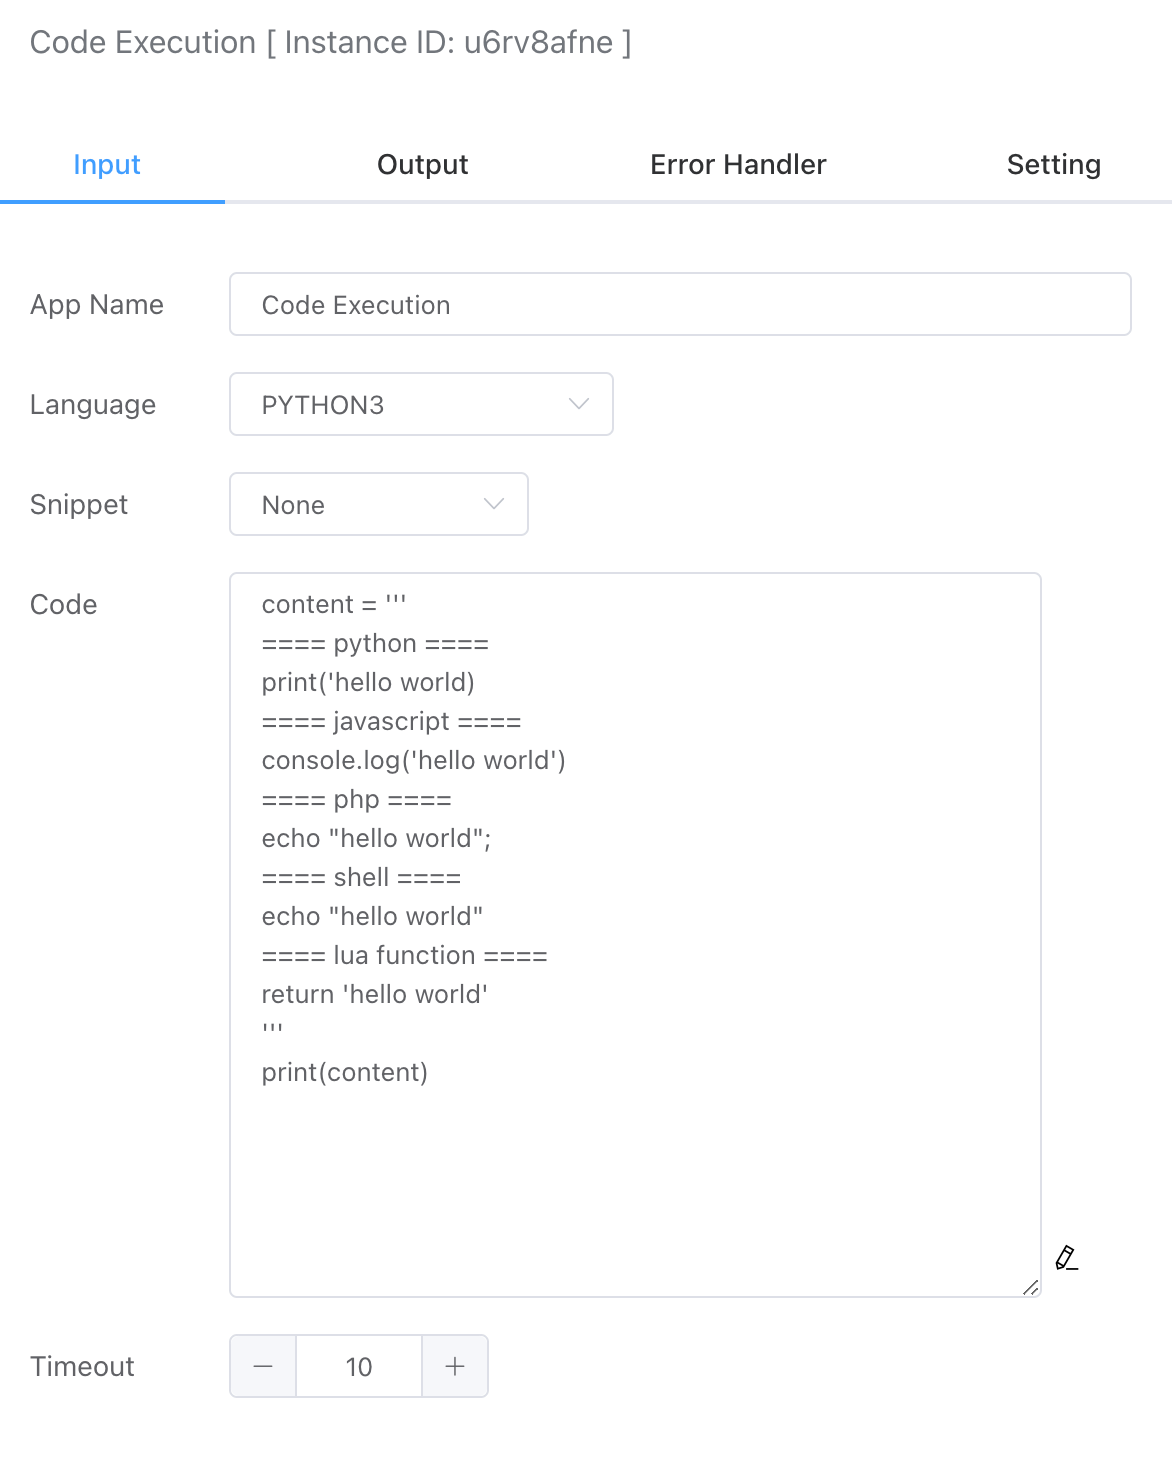 Code Execution [ Instance ID: u6rv8afne ]
Input Output Error Handler Setting
App Name Code Execution
Language PYTHON3
Snippet None
Code
content = '''
==== python ====
print('hello world)
==== javascript ====
console.log('hello world')
==== php ====
echo "hello world";
==== shell ====
echo "hello world"
==== lua function ====
return 'hello world'
'''
print(content)
Timeout 10